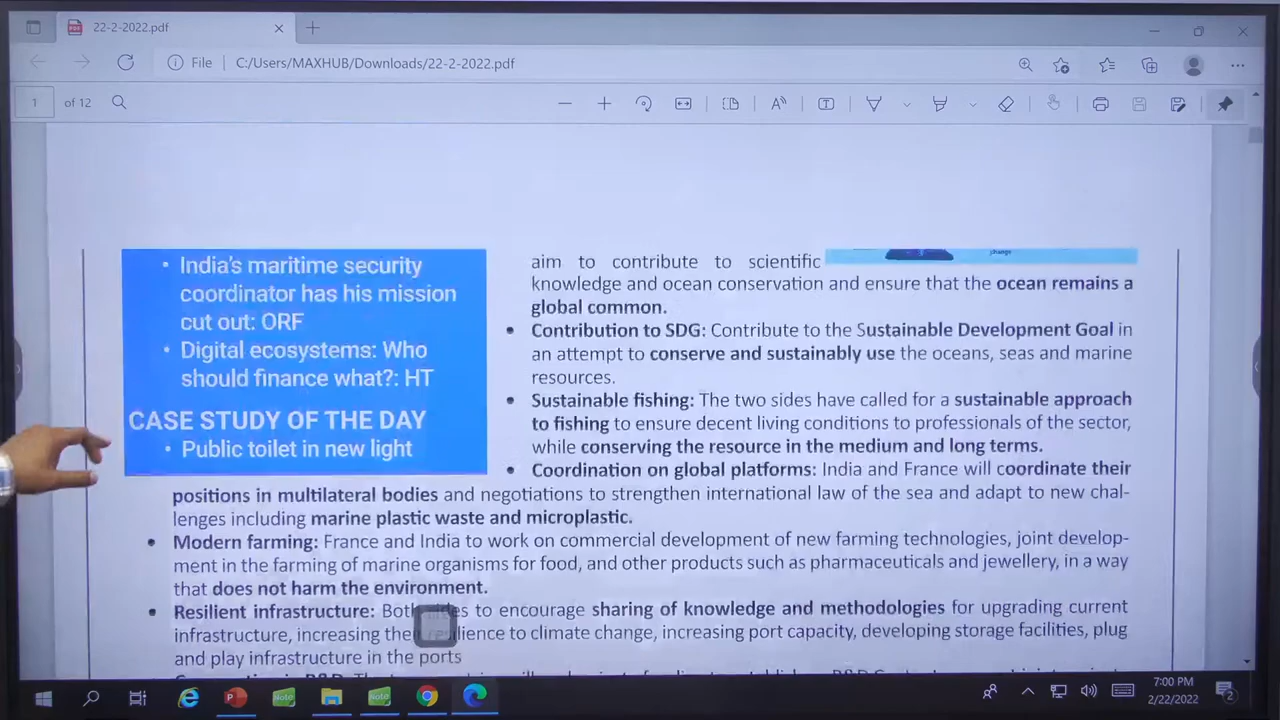 22-2-2022.pdf
File C:/Users/MAXHUB/Downloads/22-2-2022.pdf
1 of 12
• India's maritime security
coordinator has his mission
cut out: ORF
• Digital ecosystems: Who
should finance what?: HT
CASE STUDY OF THE DAY
• Public toilet in new light
change
aim to contribute to scientific
knowledge and ocean conservation and ensure that the ocean remains a
global common.
• Contribution to SDG: Contribute to the Sustainable Development Goal in
an attempt to conserve and sustainably use the oceans, seas and marine
resources.
• Sustainable fishing: The two sides have called for a sustainable approach
to fishing to ensure decent living conditions to professionals of the sector,
while conserving the resource in the medium and long terms.
• Coordination on global platforms: India and France will coordinate their
positions in multilateral bodies and negotiations to strengthen international law of the sea and adapt to new chal-
lenges including marine plastic waste and microplastic.
• Modern farming: France and India to work on commercial development of new farming technologies, joint develop-
ment in the farming of marine organisms for food, and other products such as pharmaceuticals and jewellery, in a way
that does not harm the environment.
• Resilient infrastructure: Both sides to encourage sharing of knowledge and methodologies for upgrading current
infrastructure, increasing their resilience to climate change, increasing port capacity, developing storage facilities, plug
and play infrastructure in the ports
7:00 PM
2/22/2022